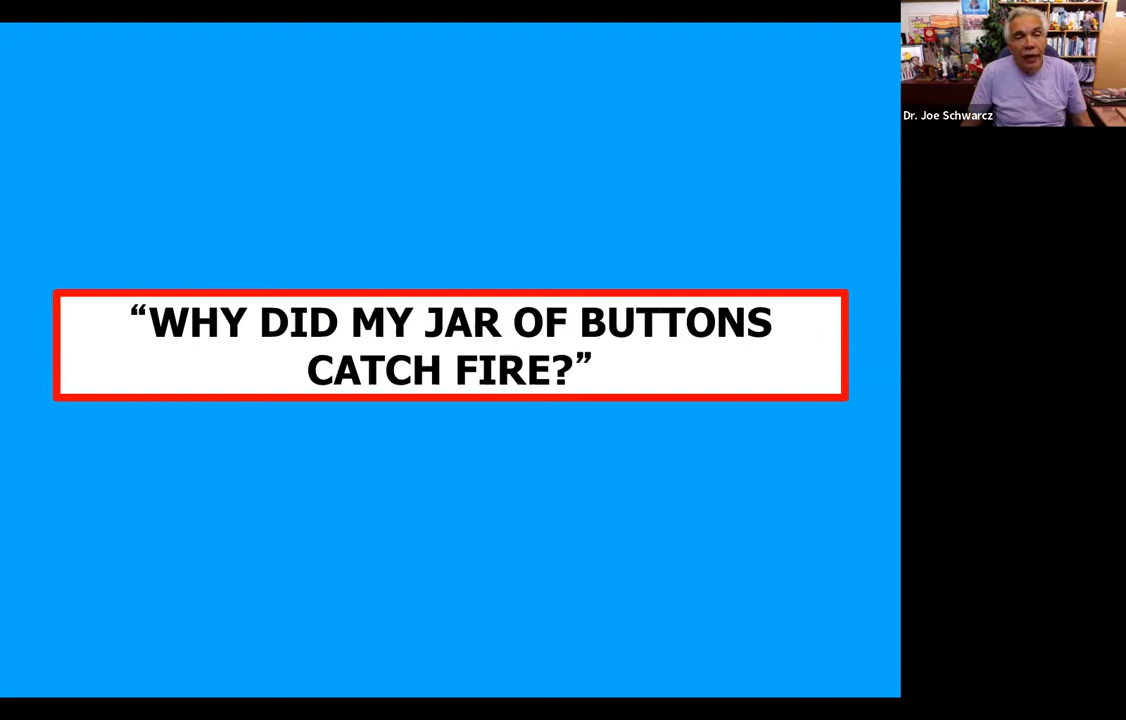 “WHY DID MY JAR OF BUTTONS
CATCH FIRE?”
Dr. Joe Schwarcz